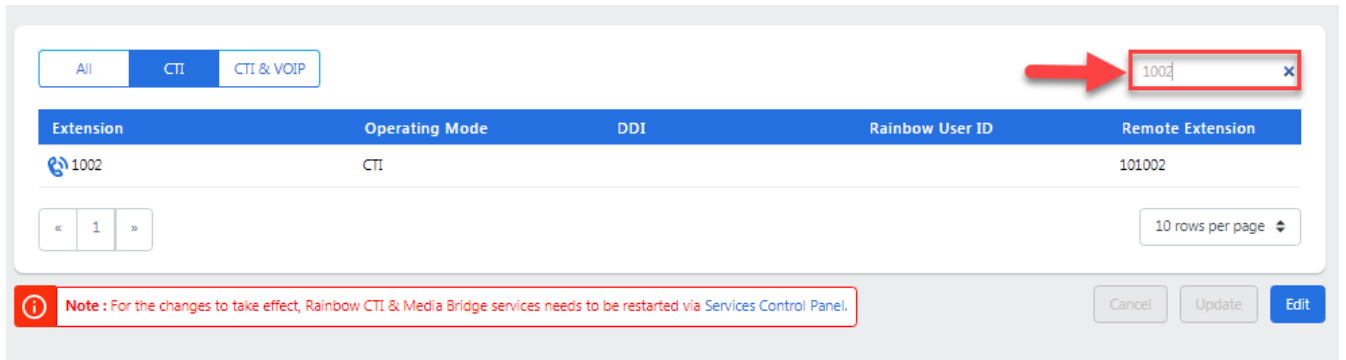 All CTI CTI & VOIP 1002
Extension Operating Mode DDI Rainbow User ID Remote Extension
1002 CTI 101002
« 1 » 10 rows per page
Note : For the changes to take effect, Rainbow CTI & Media Bridge services needs to be restarted via Services Control Panel. Cancel Update Edit